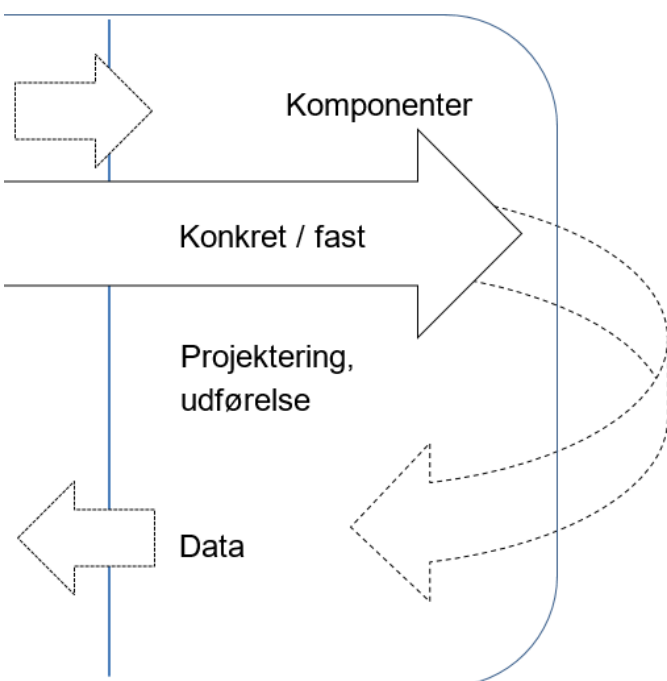 Komponenter
Konkret / fast
Projektering,
udførelse
Data